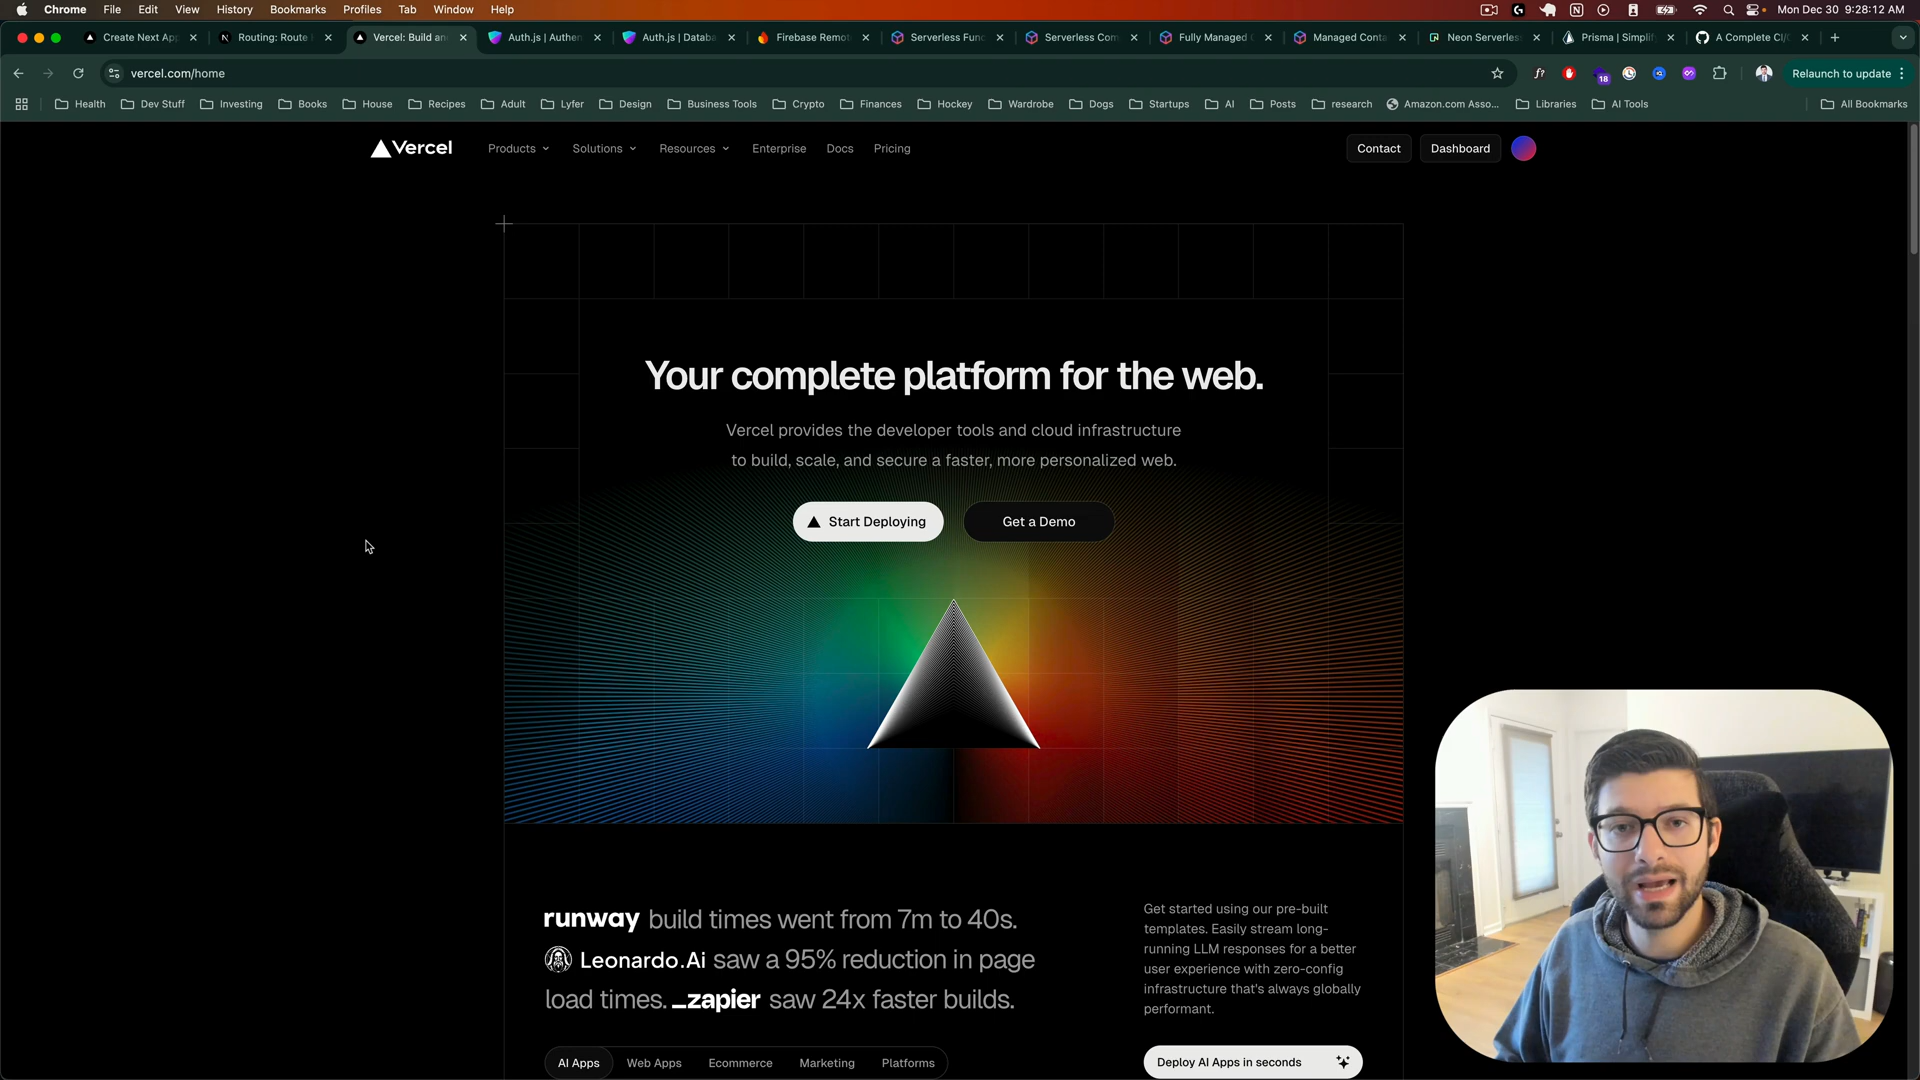 Chrome File Edit View History Bookmarks Profiles Tab Window Help
Mon Dec 30 9:28:12 AM
Create Next App
Routing: Route
Vercel: Build an
Auth.js | Authen
Auth.js | Databa
Firebase Remot
Serverless Func
Serverless Con
Fully Managed
Managed Conta
Neon Serverless
Prisma | Simplif
A Complete CI/
vercel.com/home
18
Relaunch to update
Health Dev Stuff Investing Books House Recipes Adult Lyfer Design Business Tools Crypto Finances Hockey Wardrobe Dogs Startups AI Posts research Amazon.com Asso... Libraries AI Tools All Bookmarks
Vercel
Products Solutions Resources Enterprise Docs Pricing
Contact Dashboard
Your complete platform for the web.
Vercel provides the developer tools and cloud infrastructure
to build, scale, and secure a faster, more personalized web.
Start Deploying
Get a Demo
runway build times went from 7m to 40s.
Leonardo.Ai saw a 95% reduction in page
load times. zapier saw 24x faster builds.
Get started using our pre-built
templates. Easily stream long-
running LLM responses for a better
user experience with zero-config
infrastructure that's always globally
performant.
AI Apps Web Apps Ecommerce Marketing Platforms
Deploy AI Apps in seconds